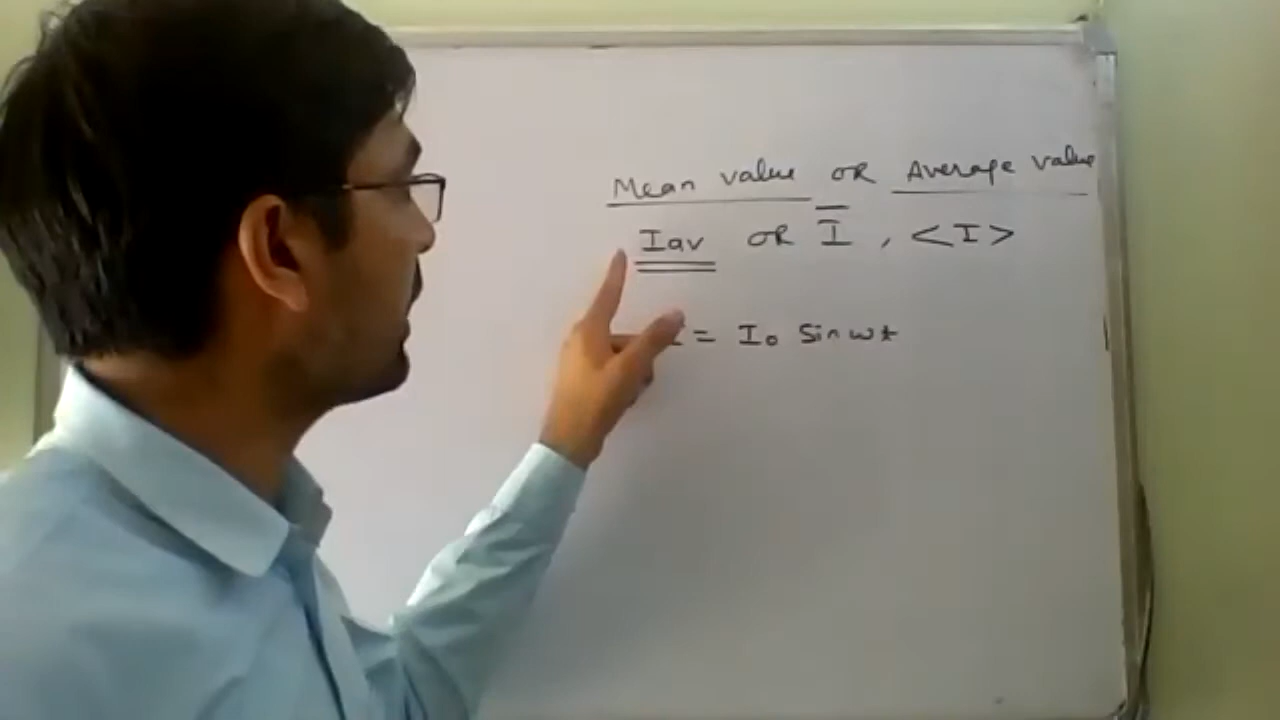 Mean value OR Average value
Iav OR Ī , <I>
I = I₀ Sin ωt